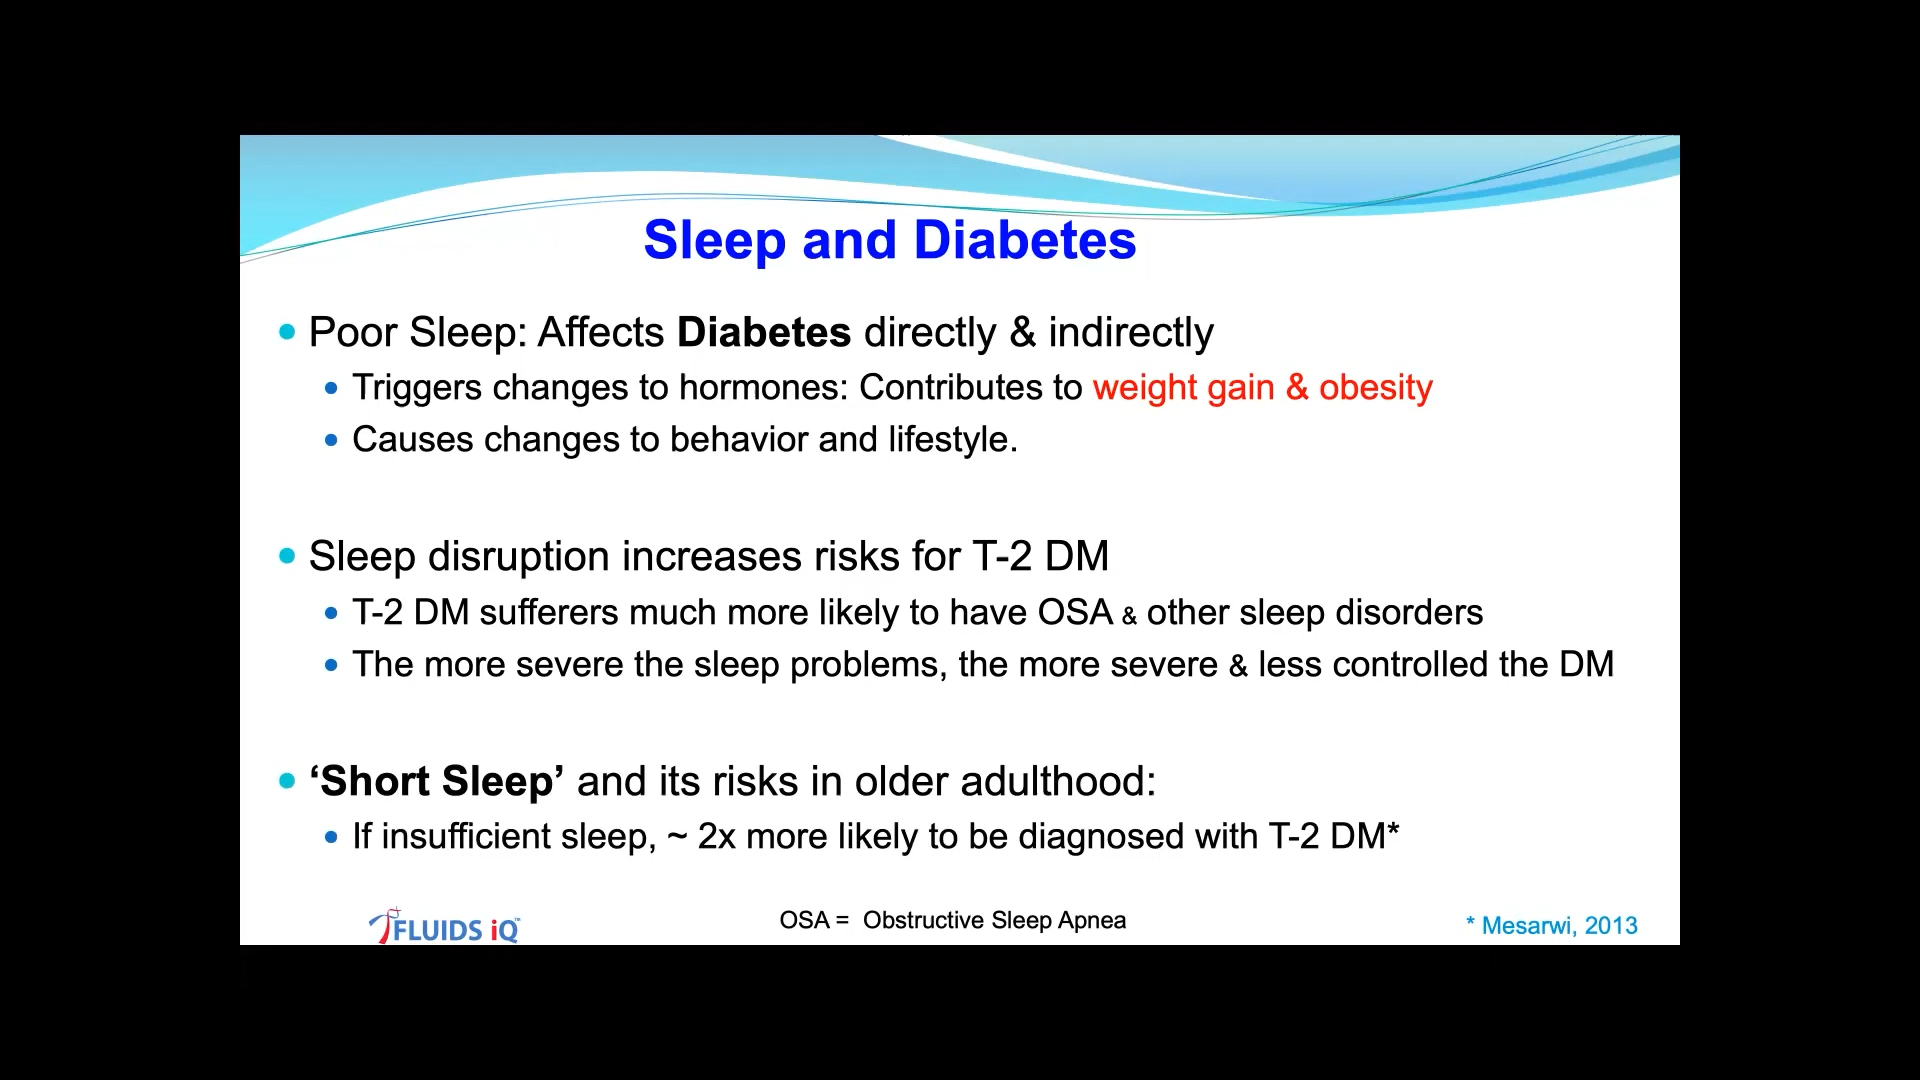 Sleep and Diabetes
• Poor Sleep: Affects Diabetes directly & indirectly
• Triggers changes to hormones: Contributes to weight gain & obesity
• Causes changes to behavior and lifestyle.
• Sleep disruption increases risks for T-2 DM
• T-2 DM sufferers much more likely to have OSA & other sleep disorders
• The more severe the sleep problems, the more severe & less controlled the DM
• ‘Short Sleep’ and its risks in older adulthood:
• If insufficient sleep, ~ 2x more likely to be diagnosed with T-2 DM*
FLUIDS iQ™
OSA = Obstructive Sleep Apnea
* Mesarwi, 2013